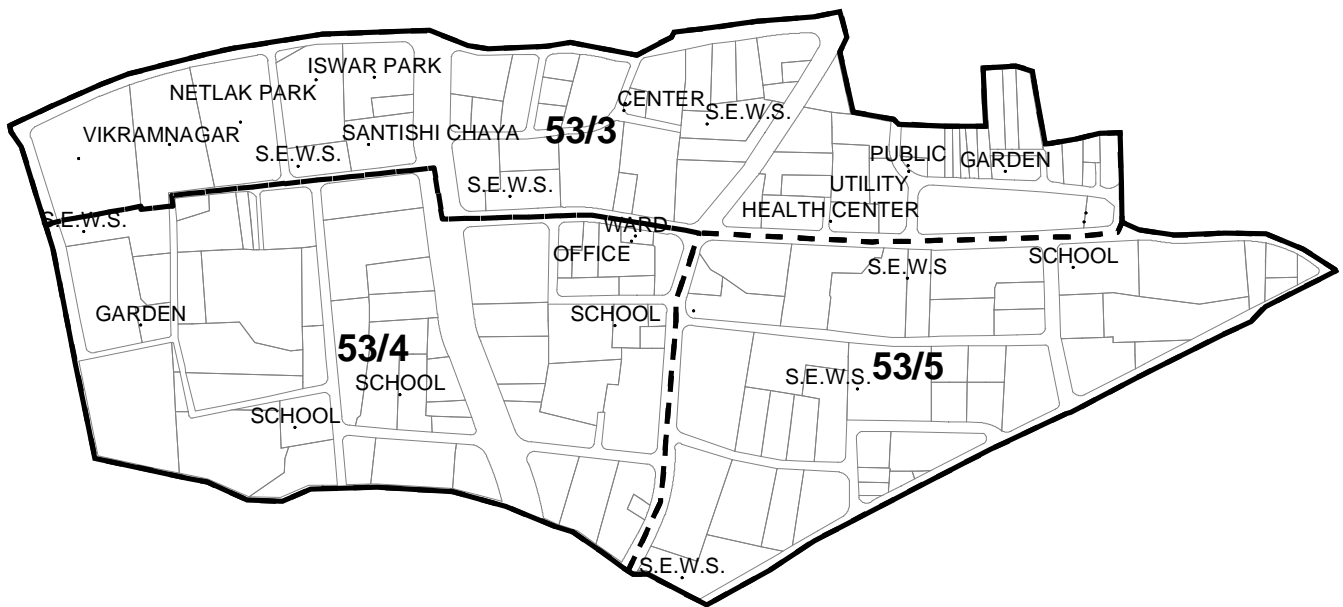 ISWAR PARK
NETLAK PARK
CENTER
S.E.W.S.
VIKRAMNAGAR
SANTISHI CHAYA
53/3
S.E.W.S.
PUBLIC
GARDEN
S.E.W.S.
UTILITY
HEALTH CENTER
S.E.W.S.
WARD
OFFICE
S.E.W.S
SCHOOL
GARDEN
SCHOOL
53/4
53/5
SCHOOL
S.E.W.S.
SCHOOL
S.E.W.S.